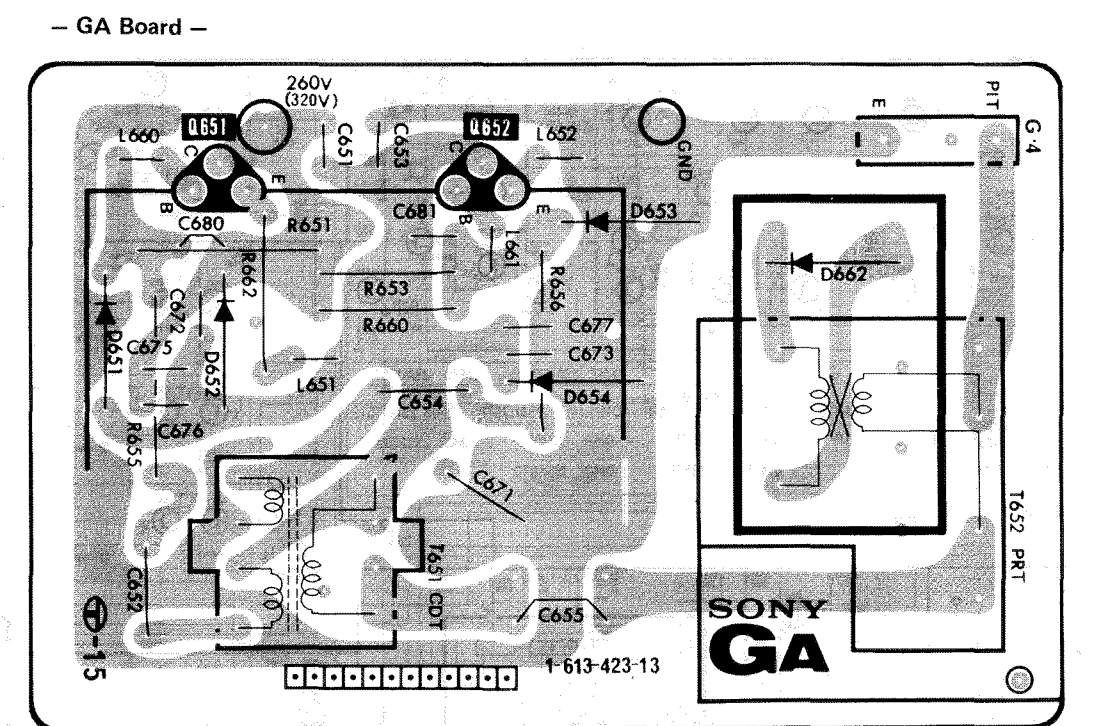 — GA Board —
260V
(320V)
L660
Q651
C651
C653
Q652
L652
GND
E
PIT
G-4
C
E
B
C
B
E
C680
R651
C681
D653
L661
R662
R653
R656
D662
C672
R660
C677
D651
C675
D652
C673
L651
C654
D654
R655
C676
C671
T652 PRT
C652
T651 CDT
C655
SONY
GA
-15
1-613-423-13